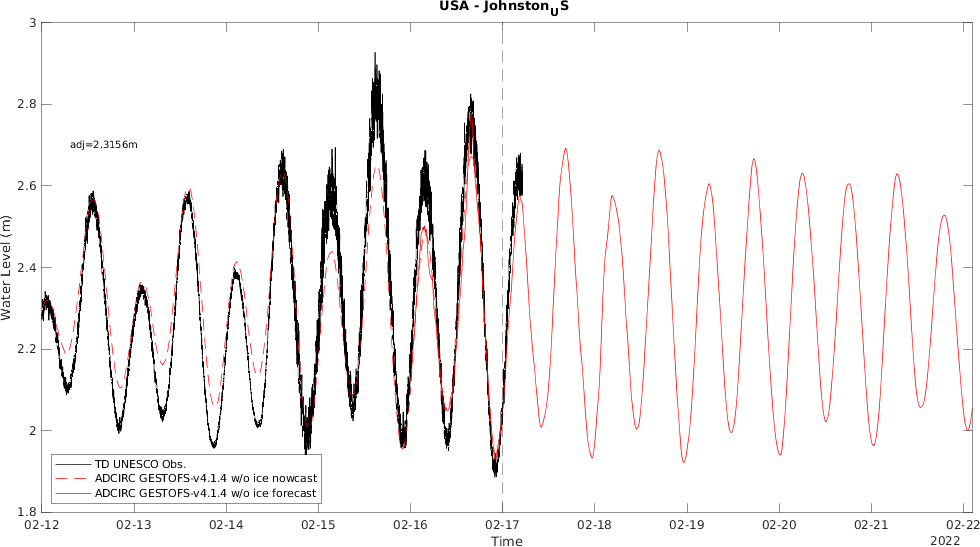 USA - JohnstonUS
3
2.8
2.6
2.4
2.2
2
1.8
Water Level (m)
adj=2.3156m
TD UNESCO Obs.
ADCIRC GESTOFS-v4.1.4 w/o ice nowcast
ADCIRC GESTOFS-v4.1.4 w/o ice forecast
02-12 02-13 02-14 02-15 02-16 02-17 02-18 02-19 02-20 02-21 02-22
Time
2022